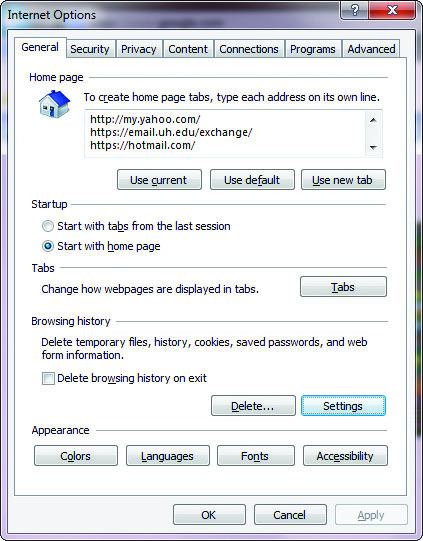 Internet Options
General Security Privacy Content Connections Programs Advanced
Home page
To create home page tabs, type each address on its own line.
http://my.yahoo.com/
https://email.uh.edu/exchange/
https://hotmail.com/
Use current Use default Use new tab
Startup
Start with tabs from the last session
Start with home page
Tabs
Change how webpages are displayed in tabs. Tabs
Browsing history
Delete temporary files, history, cookies, saved passwords, and web
form information.
Delete browsing history on exit
Delete... Settings
Appearance
Colors Languages Fonts Accessibility
OK Cancel Apply